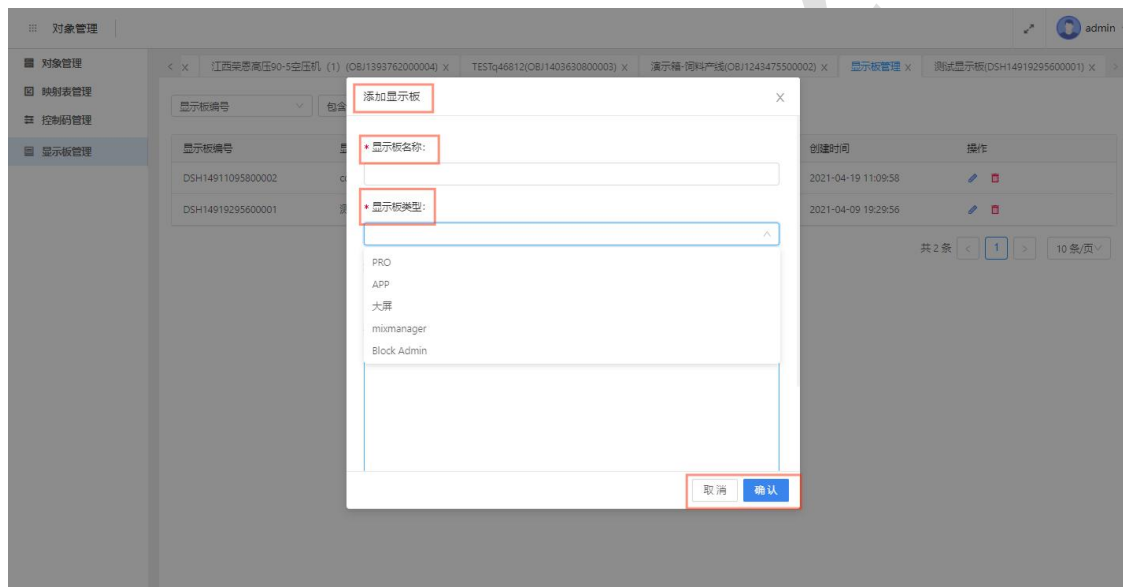 对象管理
admin
对象管理
映射表管理
控制码管理
显示板管理
< x 江西荣恩高压90-5空压机 (1) (OBJ1393762000004) x TESTq46812(OBJ1403630800003) x 演示箱-饲料产线(OBJ1243475500002) x 显示板管理 x 测试显示板(DSH14919295600001) x >
显示板编号 包含
添加显示板 X
显示板编号 创建时间 操作
* 显示板名称:
DSH14911095800002 2021-04-19 11:09:58
* 显示板类型:
DSH14919295600001 测 2021-04-09 19:29:56
共 2 条 < 1 > 10 条/页
PRO
APP
大屏
mixmanager
Block Admin
取消 确认